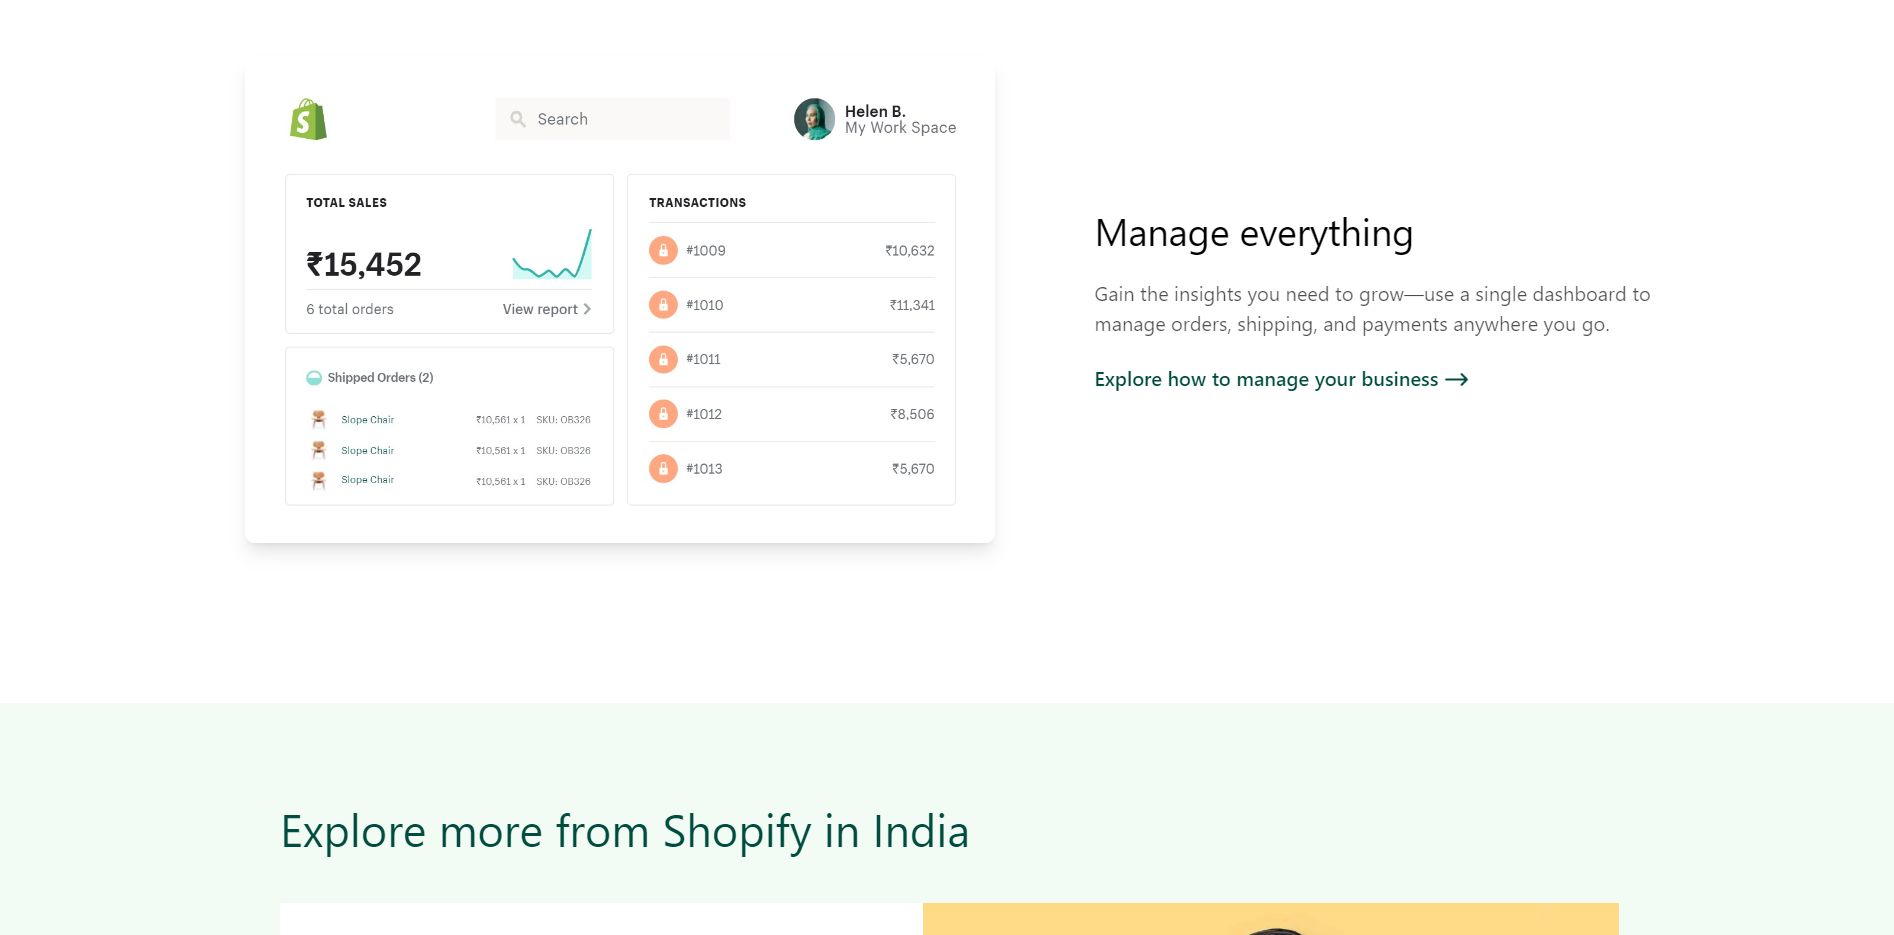 Search
Helen B.
My Work Space
TOTAL SALES
₹15,452
6 total orders
View report
Shipped Orders (2)
Slope Chair ₹10,561 x 1 SKU: OB326
Slope Chair ₹10,561 x 1 SKU: OB326
Slope Chair ₹10,561 x 1 SKU: OB326
TRANSACTIONS
#1009 ₹10,632
#1010 ₹11,341
#1011 ₹5,670
#1012 ₹8,506
#1013 ₹5,670
Manage everything
Gain the insights you need to grow—use a single dashboard to
manage orders, shipping, and payments anywhere you go.
Explore how to manage your business →
Explore more from Shopify in India